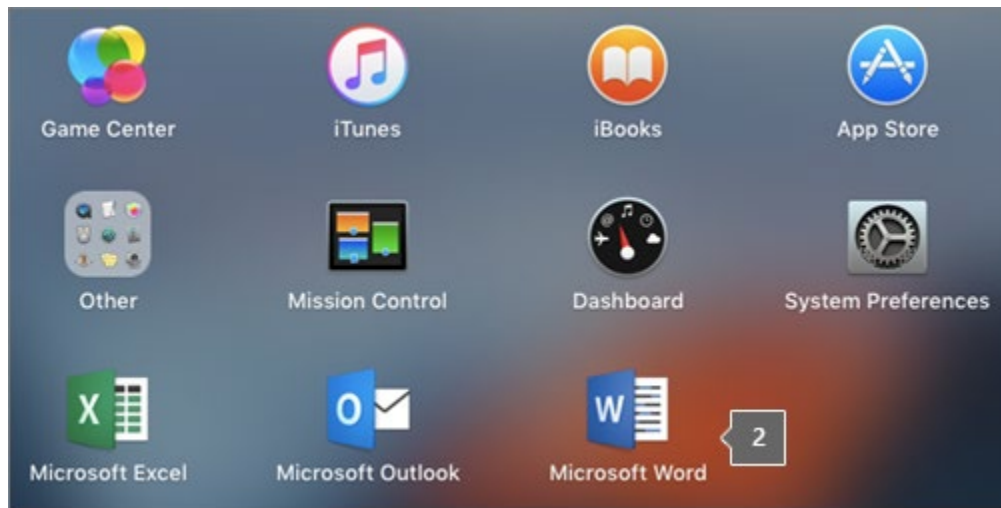 Game Center
iTunes
iBooks
App Store
Other
Mission Control
Dashboard
System Preferences
X
O
W
2
Microsoft Excel
Microsoft Outlook
Microsoft Word